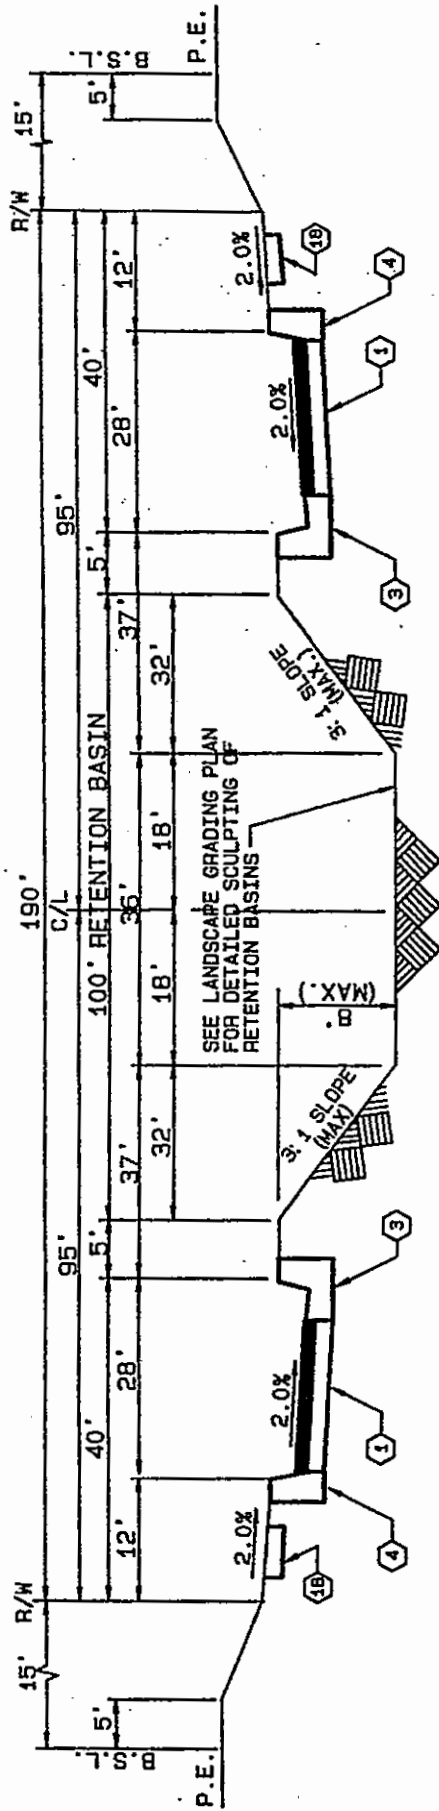 190'
15'
R/W
C/L
R/W
15'
95'
95'
5'
40'
5'
100' RETENTION BASIN
5'
40'
5'
B.S.L.
12'
28'
37'
36'
37'
28'
12'
B.S.L.
32'
18'
18'
32'
P.E.
P.E.
SEE LANDSCAPE GRADING PLAN
FOR DETAILED SCULPTING OF
RETENTION BASINS
2.0%
2.0%
3:1 SLOPE
(MAX)
8'
(MAX.)
3:1 SLOPE
(MAX.)
2.0%
2.0%
18
4
1
3
3
1
4
18